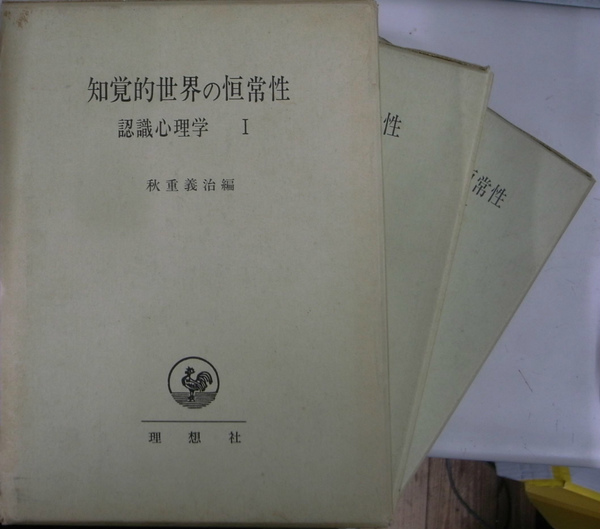 知覚的世界の恒常性
認識心理学 I
秋重義治編
理想社
性
常性